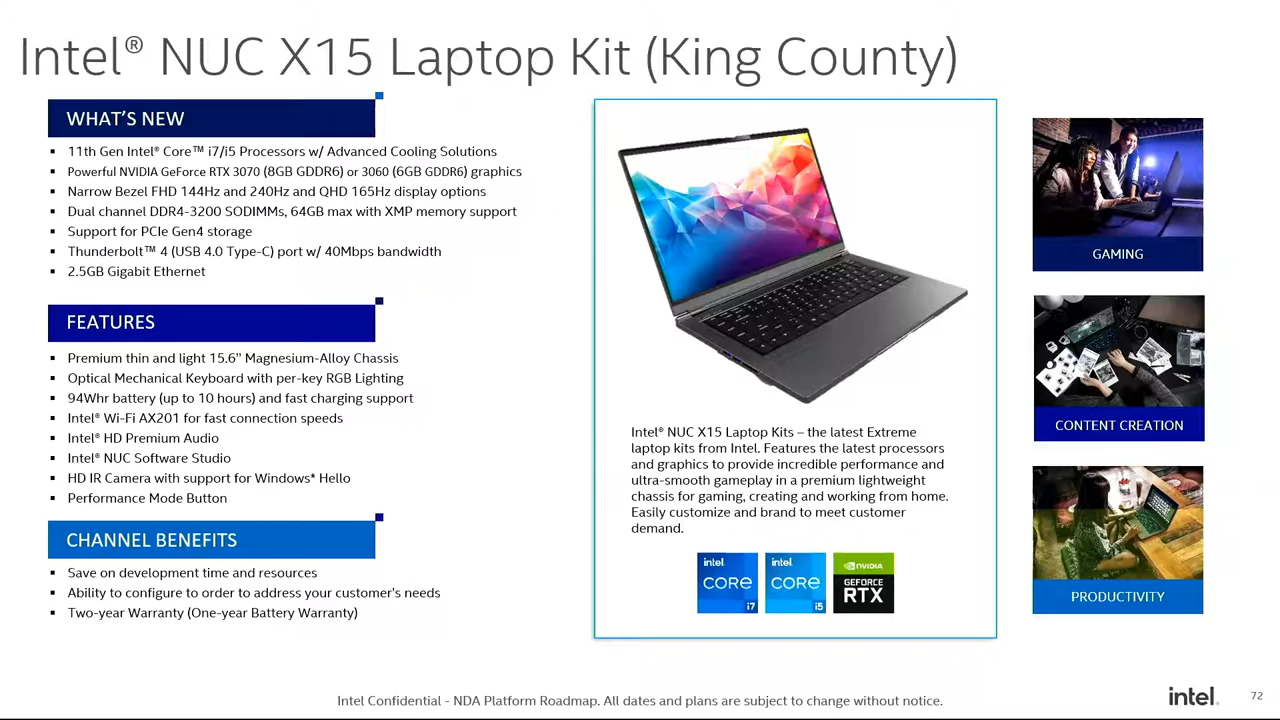 Intel® NUC X15 Laptop Kit (King County)
WHAT'S NEW
▪ 11th Gen Intel® Core™ i7/i5 Processors w/ Advanced Cooling Solutions
▪ Powerful NVIDIA GeForce RTX 3070 (8GB GDDR6) or 3060 (6GB GDDR6) graphics
▪ Narrow Bezel FHD 144Hz and 240Hz and QHD 165Hz display options
▪ Dual channel DDR4-3200 SODIMMs, 64GB max with XMP memory support
▪ Support for PCIe Gen4 storage
▪ Thunderbolt™ 4 (USB 4.0 Type-C) port w/ 40Mbps bandwidth
▪ 2.5GB Gigabit Ethernet
FEATURES
▪ Premium thin and light 15.6" Magnesium-Alloy Chassis
▪ Optical Mechanical Keyboard with per-key RGB Lighting
▪ 94Whr battery (up to 10 hours) and fast charging support
▪ Intel® Wi-Fi AX201 for fast connection speeds
▪ Intel® HD Premium Audio
▪ Intel® NUC Software Studio
▪ HD IR Camera with support for Windows* Hello
▪ Performance Mode Button
CHANNEL BENEFITS
▪ Save on development time and resources
▪ Ability to configure to order to address your customer's needs
▪ Two-year Warranty (One-year Battery Warranty)
Intel® NUC X15 Laptop Kits – the latest Extreme
laptop kits from Intel. Features the latest processors
and graphics to provide incredible performance and
ultra-smooth gameplay in a premium lightweight
chassis for gaming, creating and working from home.
Easily customize and brand to meet customer
demand.
intel CORE i7
intel CORE i5
NVIDIA GEFORCE RTX
GAMING
CONTENT CREATION
PRODUCTIVITY
Intel Confidential - NDA Platform Roadmap. All dates and plans are subject to change without notice.
intel.
72